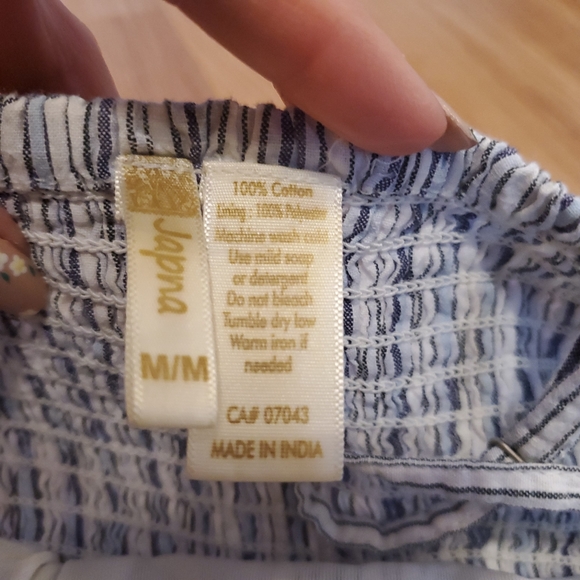 Japna
M/M
100% Cotton
Lining: 100% Polyester
Machine wash cold
Use mild soap
or detergent
Do not bleach
Tumble dry low
Warm iron if
needed
CA# 07043
MADE IN INDIA